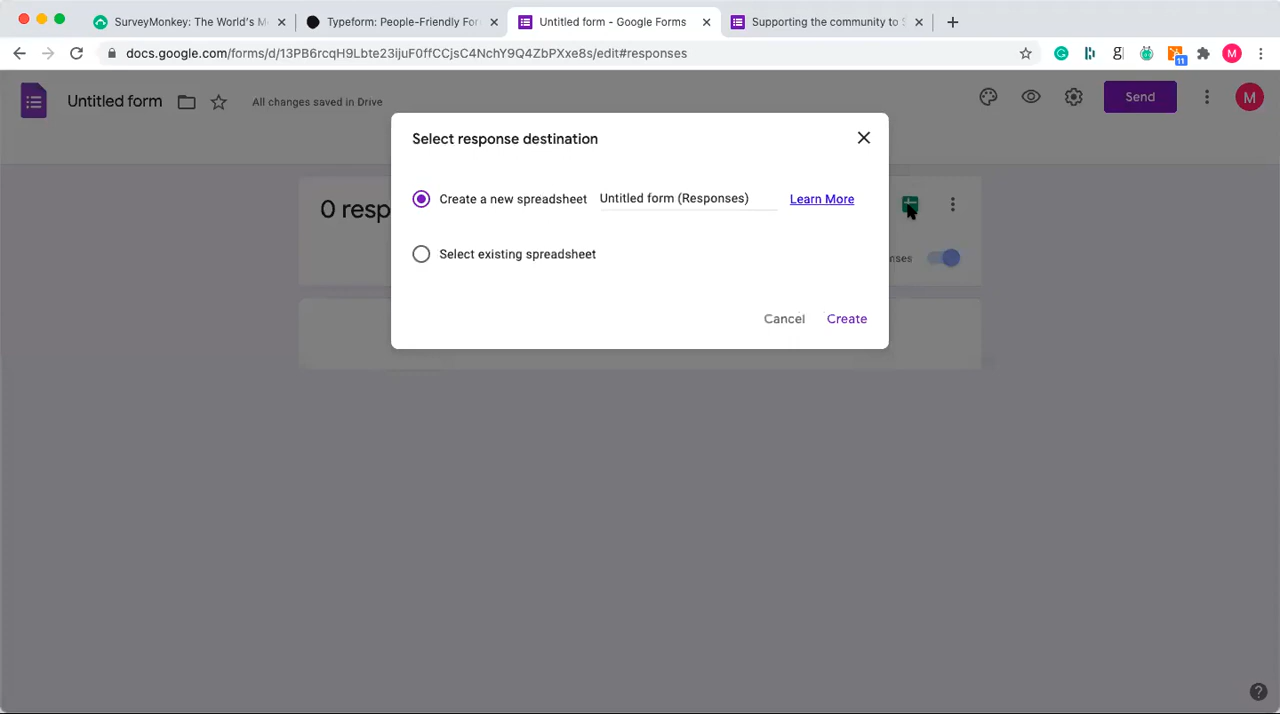 SurveyMonkey: The World's M
Typeform: People-Friendly For
Untitled form - Google Forms
Supporting the community to S
docs.google.com/forms/d/13PB6rcqH9Lbte23ijuF0ffCCjsC4NchY9Q4ZbPXxe8s/edit#responses
g
11
M
Untitled form
All changes saved in Drive
Send
M
Select response destination
Create a new spreadsheet
Untitled form (Responses)
Learn More
0 resp
Select existing spreadsheet
nses
Cancel
Create
?